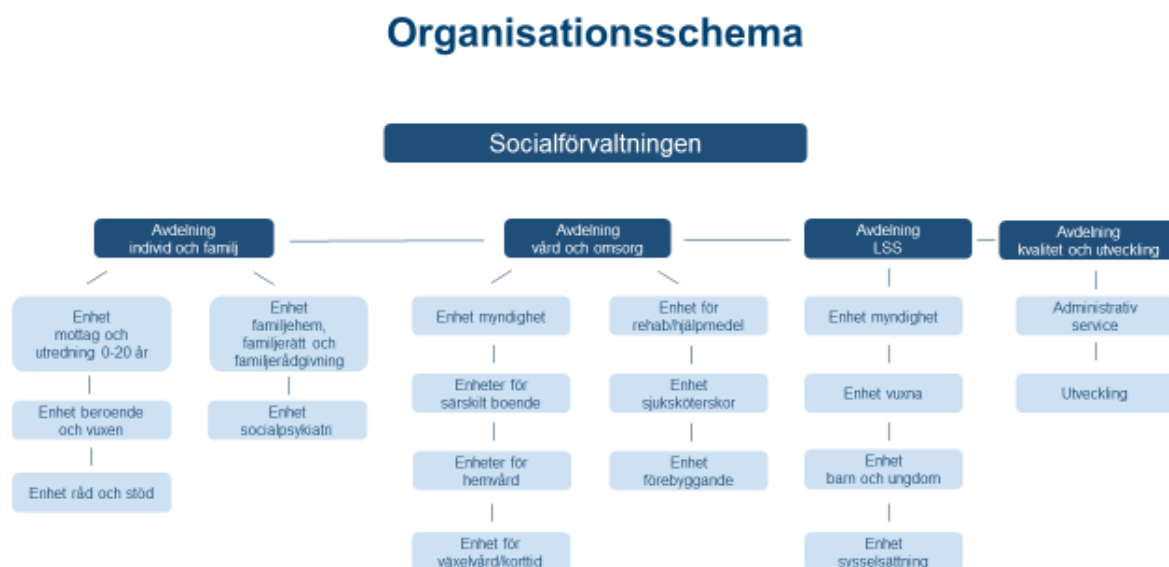 Organisationsschema
Socialförvaltningen
Avdelning
individ och familj
Avdelning
vård och omsorg
Avdelning
LSS
Avdelning
kvalitet och utveckling
Enhet
mottag och
utredning 0-20 år
Enhet
familjehem,
familjerätt och
familjerådgivning
Enhet myndighet
Enhet för
rehab/hjälpmedel
Enhet myndighet
Administrativ
service
Enhet beroende
och vuxen
Enhet
socialpsykiatri
Enheter för
särskilt boende
Enhet
sjuksköterskor
Enhet vuxna
Utveckling
Enhet råd och stöd
Enheter för
hemvård
Enhet
förebyggande
Enhet
barn och ungdom
Enhet för
växelvård/korttid
Enhet
sysselsättning